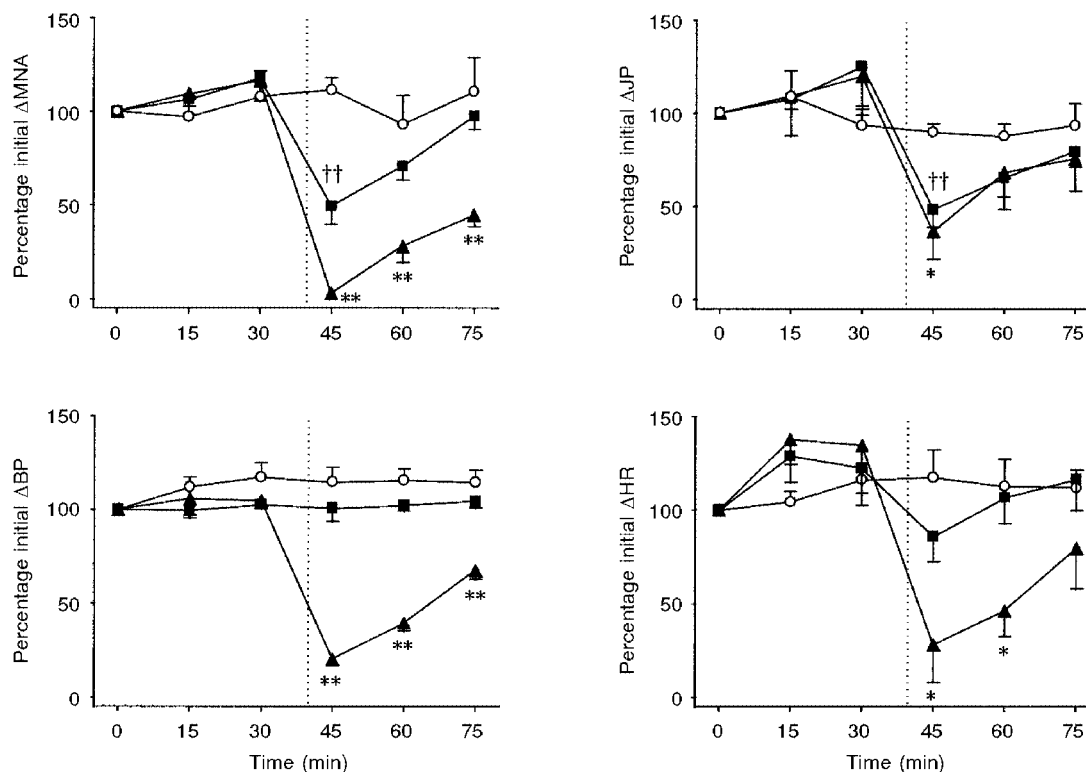 150
100
50
0
Percentage initial ΔMNA
††
**
**
**
0 15 30 45 60 75
150
100
50
0
Percentage initial ΔJP
††
*
0 15 30 45 60 75
150
100
50
0
Percentage initial ΔBP
**
**
**
0 15 30 45 60 75
Time (min)
150
100
50
0
Percentage initial ΔHR
*
*
0 15 30 45 60 75
Time (min)